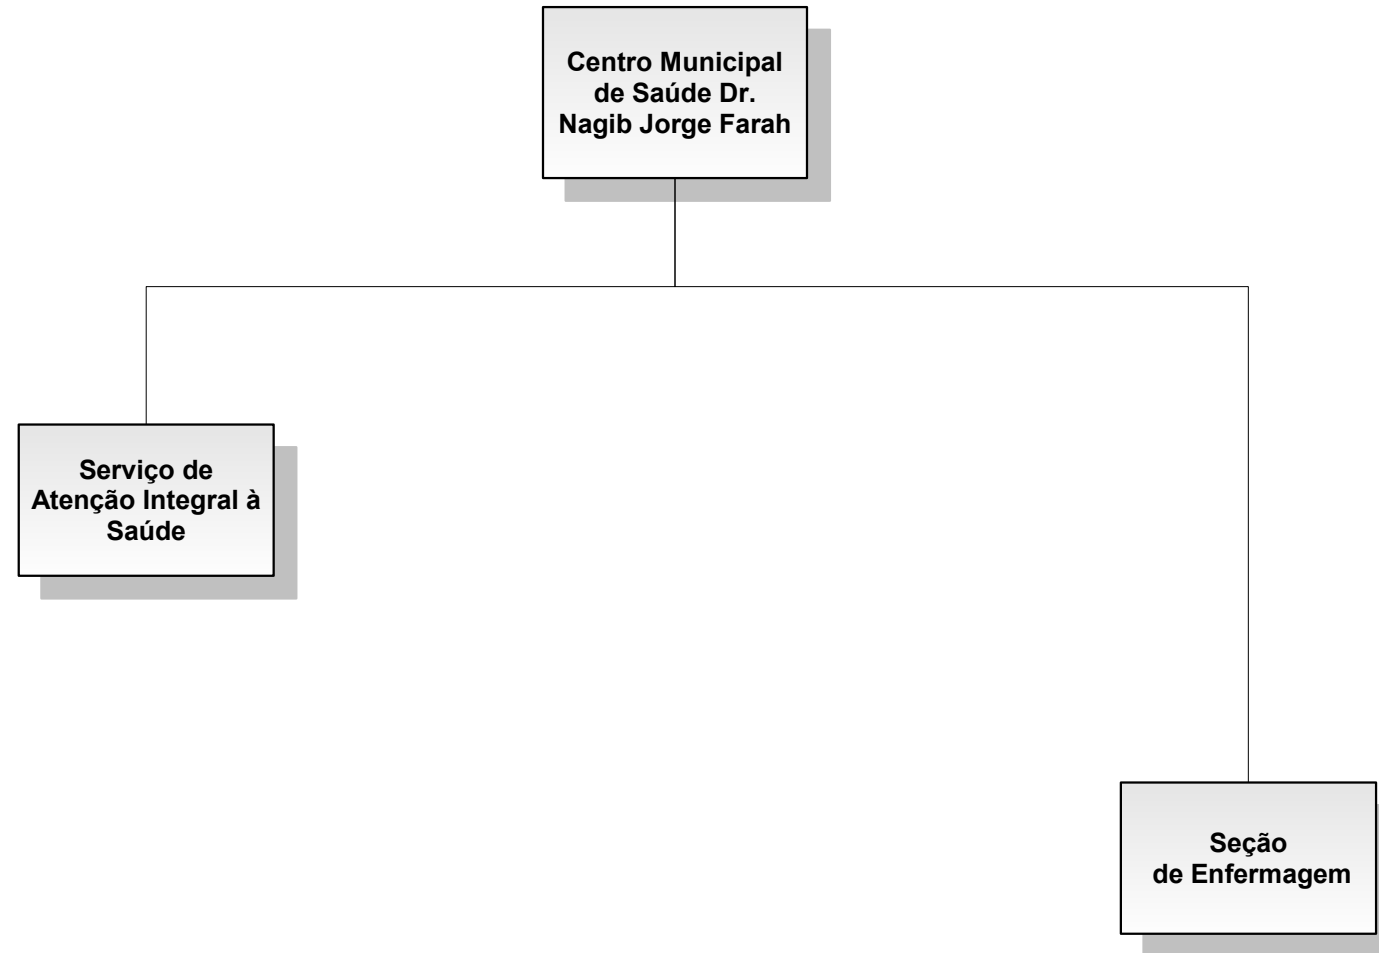 Centro Municipal
de Saúde Dr.
Nagib Jorge Farah
Serviço de
Atenção Integral à
Saúde
Seção
de Enfermagem